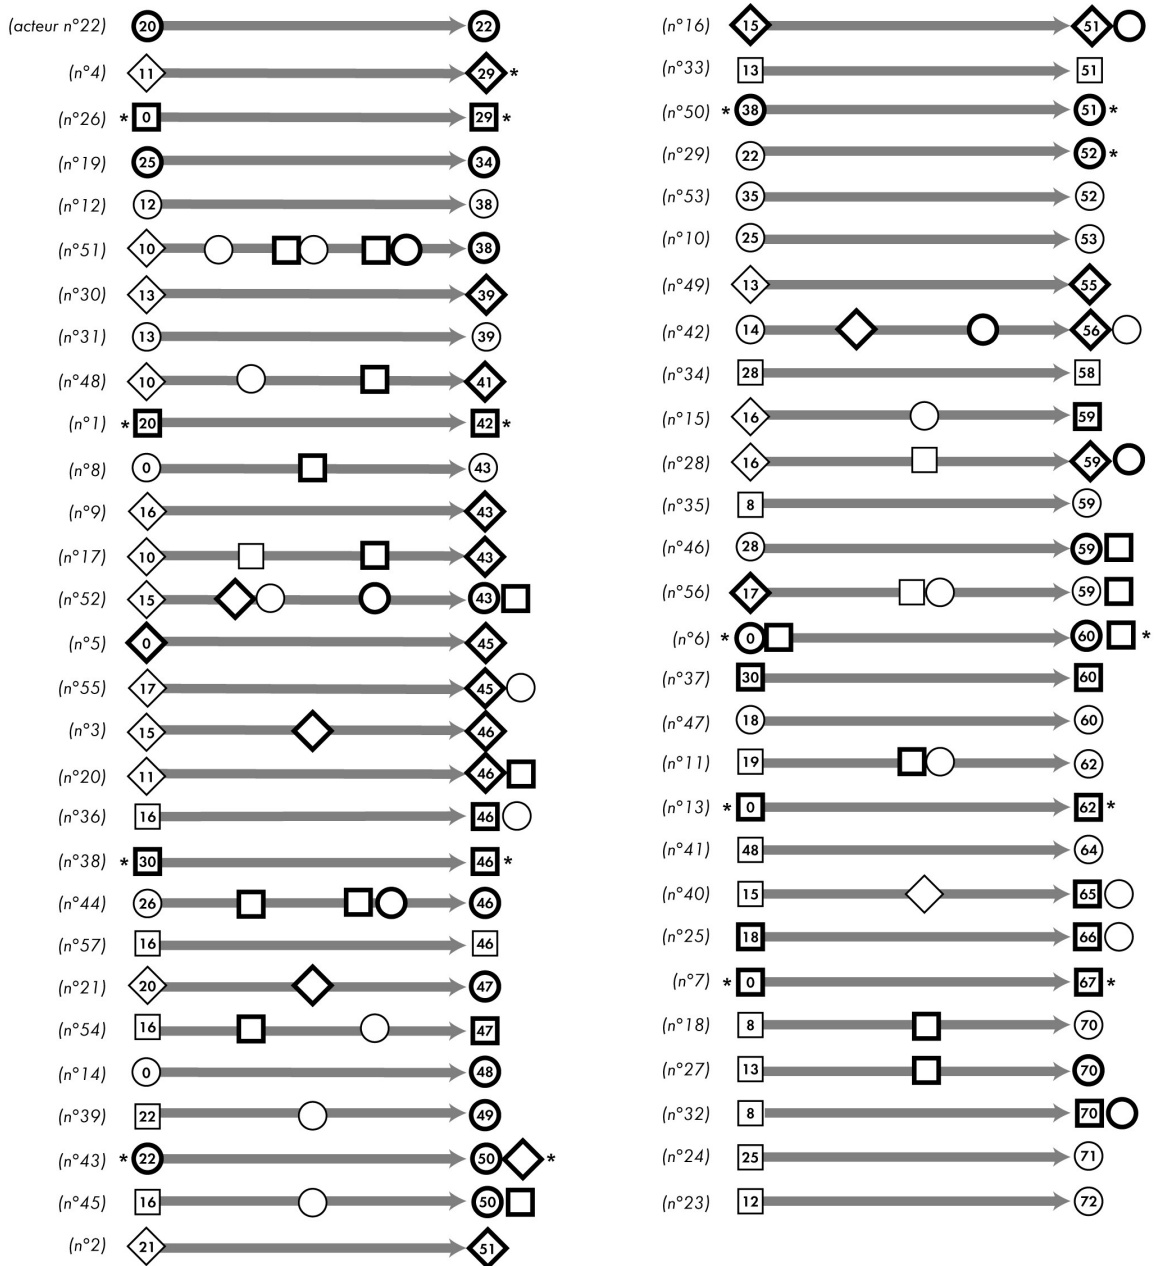 (acteur n°22) 20 22
(n°4) 11 29 *
(n°26) * 0 29 *
(n°19) 25 34
(n°12) 12 38
(n°51) 10 38
(n°30) 13 39
(n°31) 13 39
(n°48) 10 41
(n°1) * 20 42 *
(n°8) 0 43
(n°9) 16 43
(n°17) 10 43
(n°52) 15 43
(n°5) 0 45
(n°55) 17 45
(n°3) 15 46
(n°20) 11 46
(n°36) 16 46
(n°38) * 30 46 *
(n°44) 26 46
(n°57) 16 46
(n°21) 20 47
(n°54) 16 47
(n°14) 0 48
(n°39) 22 49
(n°43) * 22 50 *
(n°45) 16 50
(n°2) 21 51
(n°16) 15 51
(n°33) 13 51
(n°50) * 38 51 *
(n°29) 22 52 *
(n°53) 35 52
(n°10) 25 53
(n°49) 13 55
(n°42) 14 56
(n°34) 28 58
(n°15) 16 59
(n°28) 16 59
(n°35) 8 59
(n°46) 28 59
(n°56) 17 59
(n°6) * 0 60 *
(n°37) 30 60
(n°47) 18 60
(n°11) 19 62
(n°13) * 0 62 *
(n°41) 48 64
(n°40) 15 65
(n°25) 18 66
(n°7) * 0 67 *
(n°18) 8 70
(n°27) 13 70
(n°32) 8 70
(n°24) 25 71
(n°23) 12 72